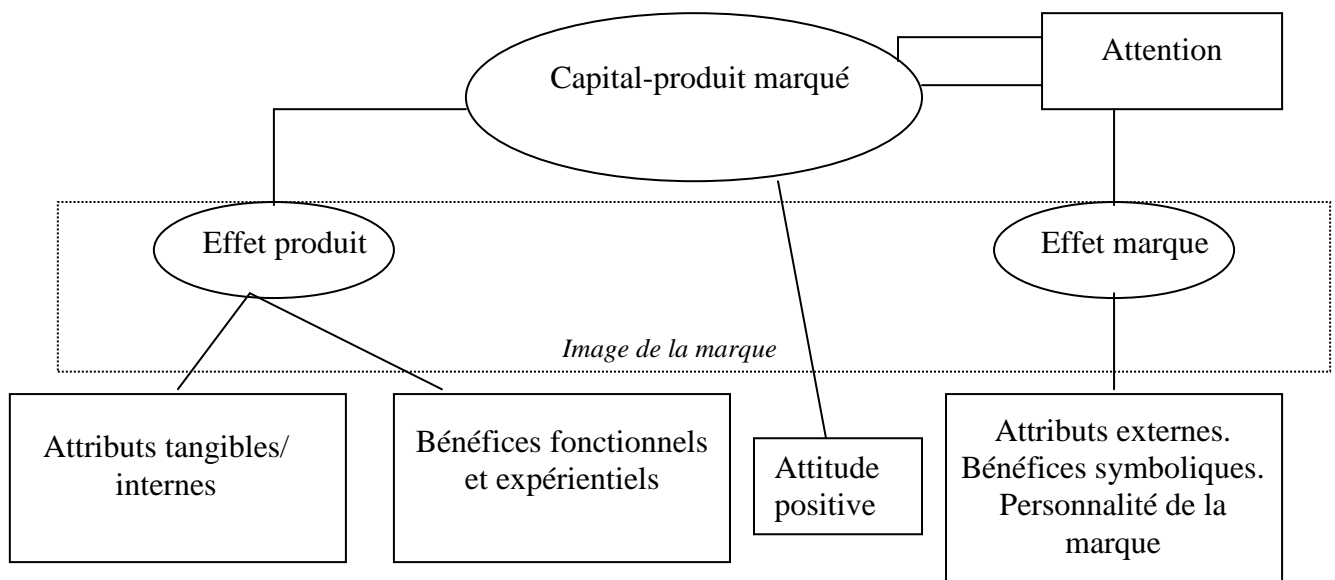 Capital-produit marqué
Attention
Effet produit
Effet marque
Image de la marque
Attributs tangibles/
internes
Bénéfices fonctionnels
et expérientiels
Attitude
positive
Attributs externes.
Bénéfices symboliques.
Personnalité de la
marque